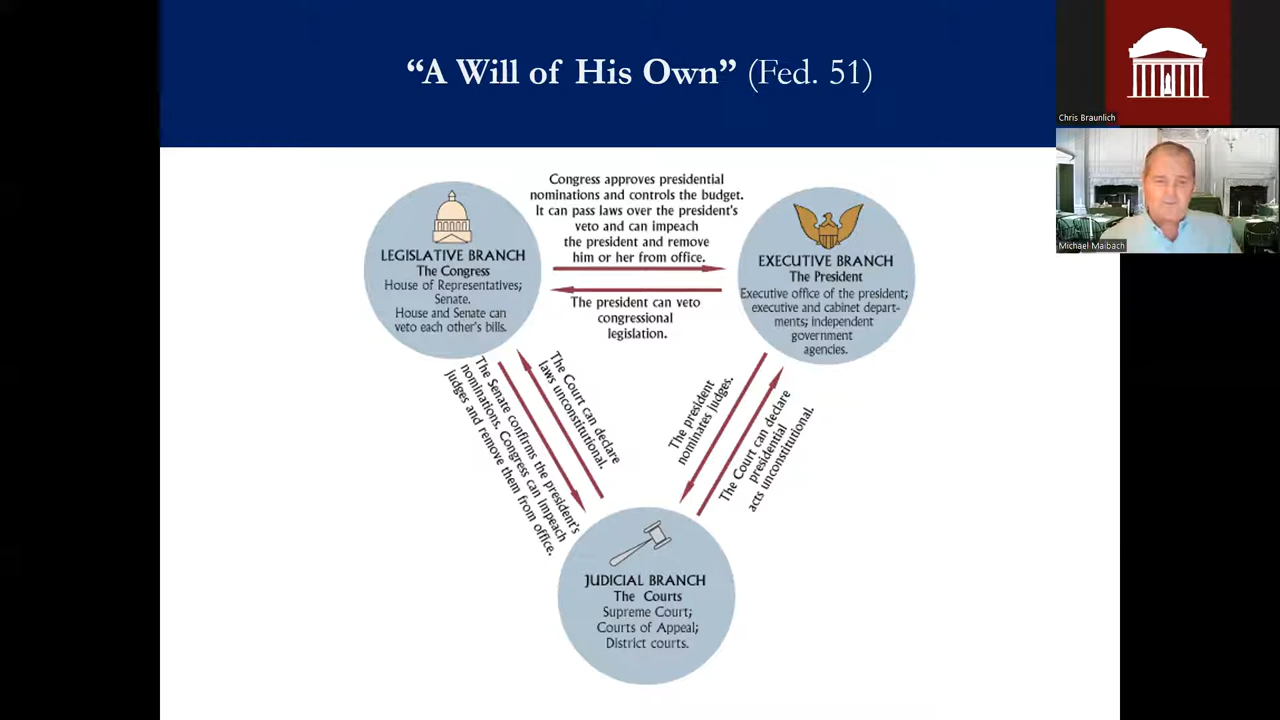 “A Will of His Own” (Fed. 51)
Chris Braunlich
Michael Maibach
Congress approves presidential
nominations and controls the budget.
It can pass laws over the president's
veto and can impeach
the president and remove
him or her from office.
LEGISLATIVE BRANCH
The Congress
House of Representatives;
Senate.
House and Senate can
veto each other's bills.
EXECUTIVE BRANCH
The President
Executive office of the president;
executive and cabinet depart-
ments; independent
government
agencies.
The president can veto
congressional
legislation.
The Senate confirms the president's
nominations. Congress can impeach
judges and remove them from office.
The Court can declare
laws unconstitutional.
The president
nominates judges.
The Court can declare
presidential
acts unconstitutional.
JUDICIAL BRANCH
The Courts
Supreme Court;
Courts of Appeal;
District courts.